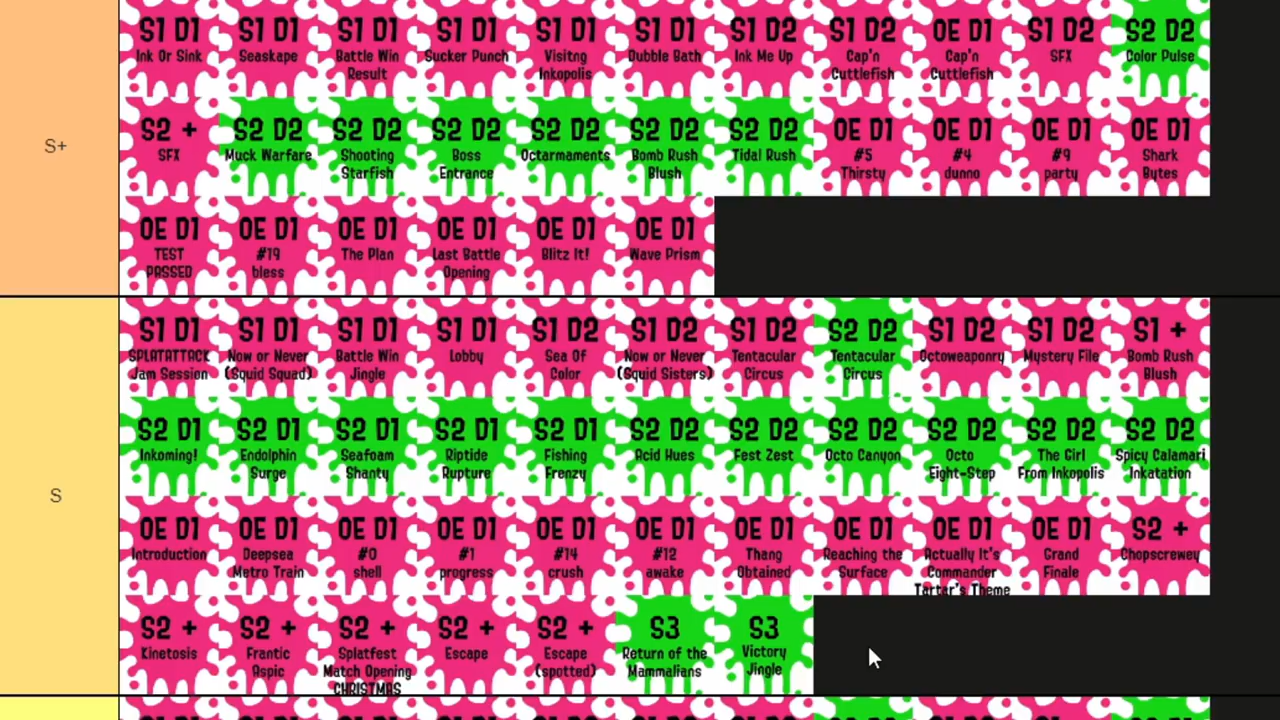 S+
S1 D1 S1 D1 S1 D1 S1 D1 S1 D1 S1 D1 S1 D2 S1 D2 OE D1 S1 D2 S2 D2
Ink Or Sink Seaskape Battle Win Sucker Punch Visitng Bubble Bath Ink Me Up Cap'n Cap'n SFX Color Pulse
Result Inkopolis Cuttlefish Cuttlefish
S2 + S2 D2 S2 D2 S2 D2 S2 D2 S2 D2 S2 D2 OE D1 OE D1 OE D1 OE D1
SFX Muck Warfare Shooting Boss Octarmaments Bomb Rush Tidal Rush #5 #4 #9 Shark
Starfish Entrance Blush Thirsty dunno party Bytes
OE D1 OE D1 OE D1 OE D1 OE D1 OE D1
TEST #19 The Plan Last Battle Blitz It! Wave Prism
PASSED bless Opening
S
S1 D1 S1 D1 S1 D1 S1 D1 S1 D2 S1 D2 S1 D2 S2 D2 S1 D2 S1 D2 S1 +
SPLATATTACK Now or Never Battle Win Lobby Sea Of Now or Never Tentacular Tentacular Octoweaponry Mystery File Bomb Rush
Jam Session (Squid Squad) Jingle Color (Squid Sisters) Circus Circus Blush
S2 D1 S2 D1 S2 D1 S2 D1 S2 D1 S2 D2 S2 D2 S2 D2 S2 D2 S2 D2 S2 D2
Inkoming! Endolphin Seafoam Riptide Fishing Acid Hues Fest Zest Octo Canyon Octo The Girl Spicy Calamari
Surge Shanty Rupture Frenzy Eight-Step From Inkopolis Inkatation
OE D1 OE D1 OE D1 OE D1 OE D1 OE D1 OE D1 OE D1 OE D1 OE D1 S2 +
Introduction Deepsea #0 #1 #14 #12 Thang Reaching the Actually It's Grand Chopscrewey
Metro Train shell progress crush awake Obtained Surface Commander Finale
Tartar's Theme
S2 + S2 + S2 + S2 + S2 + S3 S3
Kinetosis Frantic Splatfest Escape Escape Return of the Victory
Aspic Match Opening (spotted) Mammalians Jingle
CHRISTMAS